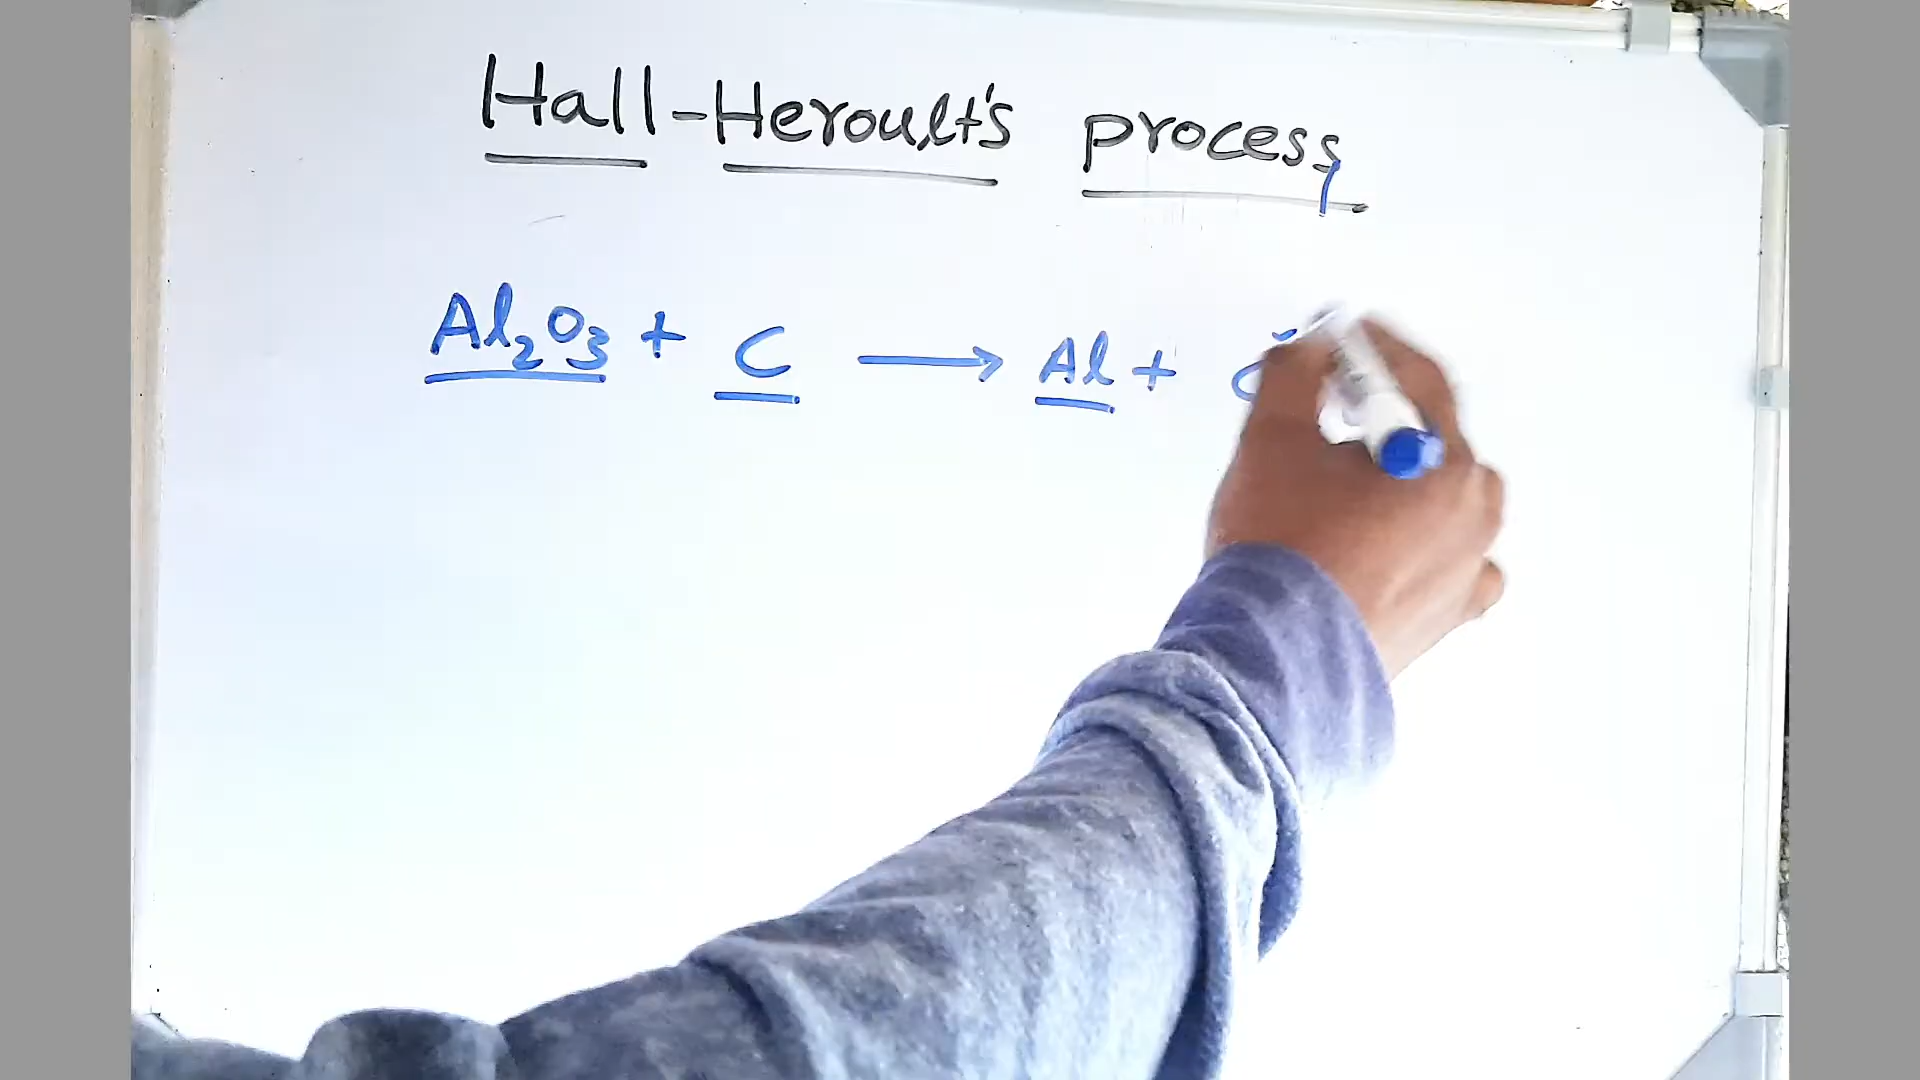 Hall-Heroult's process
Al₂O₃ + C ⟶ Al + C